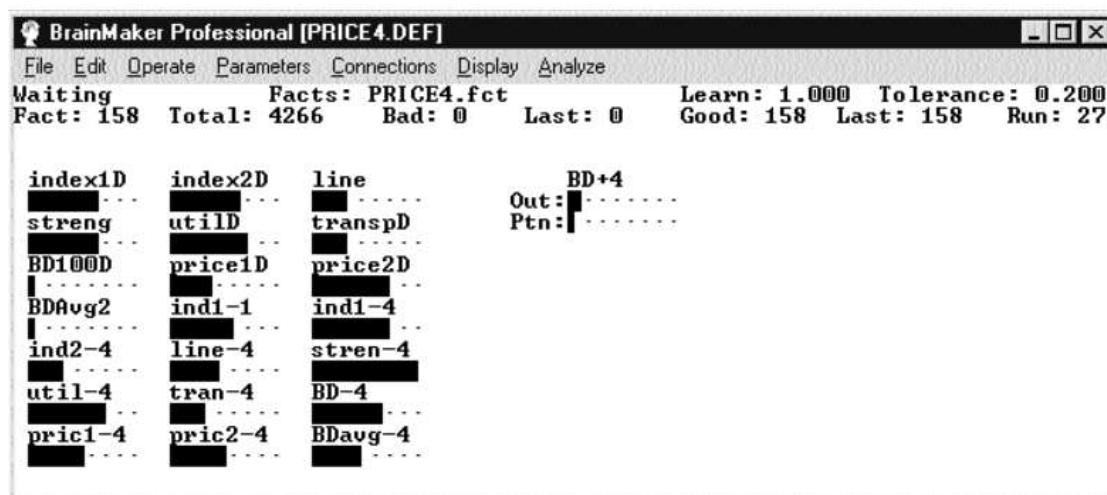 BrainMaker Professional [PRICE4.DEF]
File Edit Operate Parameters Connections Display Analyze
Waiting Facts: PRICE4.fct Learn: 1.000 Tolerance: 0.200
Fact: 158 Total: 4266 Bad: 0 Last: 0 Good: 158 Last: 158 Run: 27
index1D index2D line BD+4
Out:
streng utilD transpD Ptn:
BD100D price1D price2D
BDAvg2 ind1-1 ind1-4
ind2-4 line-4 stren-4
util-4 tran-4 BD-4
pric1-4 pric2-4 BDavg-4